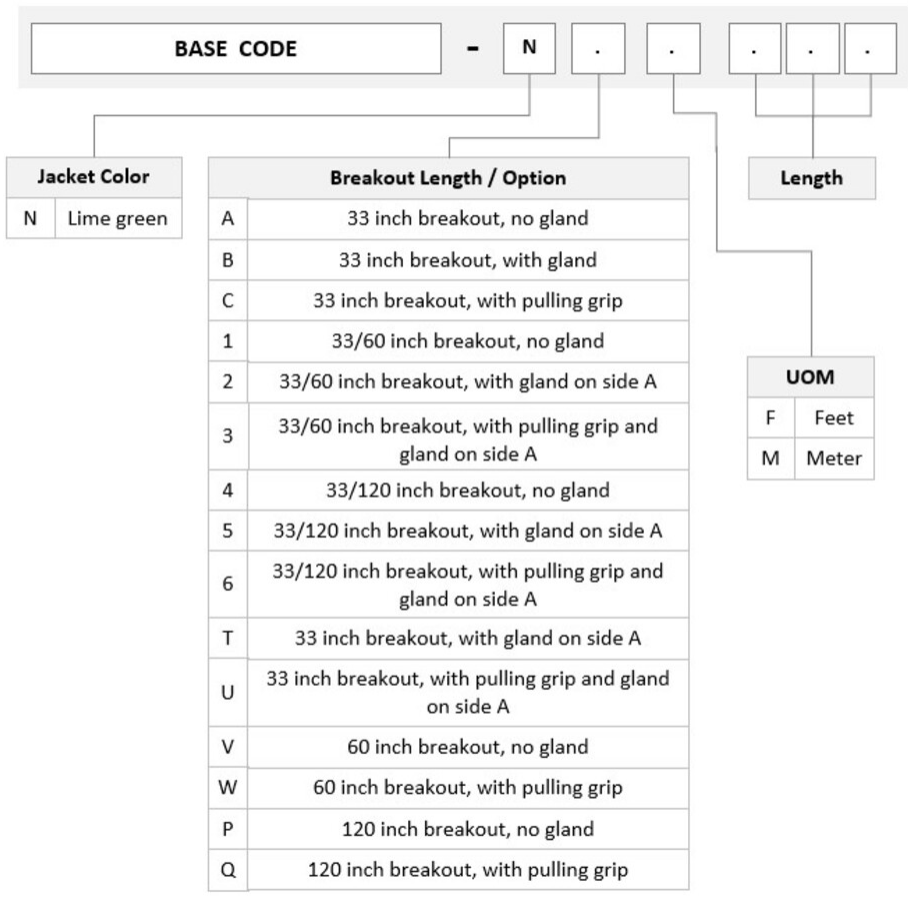 BASE CODE - N . . . . .
Jacket Color
N Lime green
Breakout Length / Option
A 33 inch breakout, no gland
B 33 inch breakout, with gland
C 33 inch breakout, with pulling grip
1 33/60 inch breakout, no gland
2 33/60 inch breakout, with gland on side A
3 33/60 inch breakout, with pulling grip and
gland on side A
4 33/120 inch breakout, no gland
5 33/120 inch breakout, with gland on side A
6 33/120 inch breakout, with pulling grip and
gland on side A
T 33 inch breakout, with gland on side A
U 33 inch breakout, with pulling grip and gland
on side A
V 60 inch breakout, no gland
W 60 inch breakout, with pulling grip
P 120 inch breakout, no gland
Q 120 inch breakout, with pulling grip
Length
UOM
F Feet
M Meter